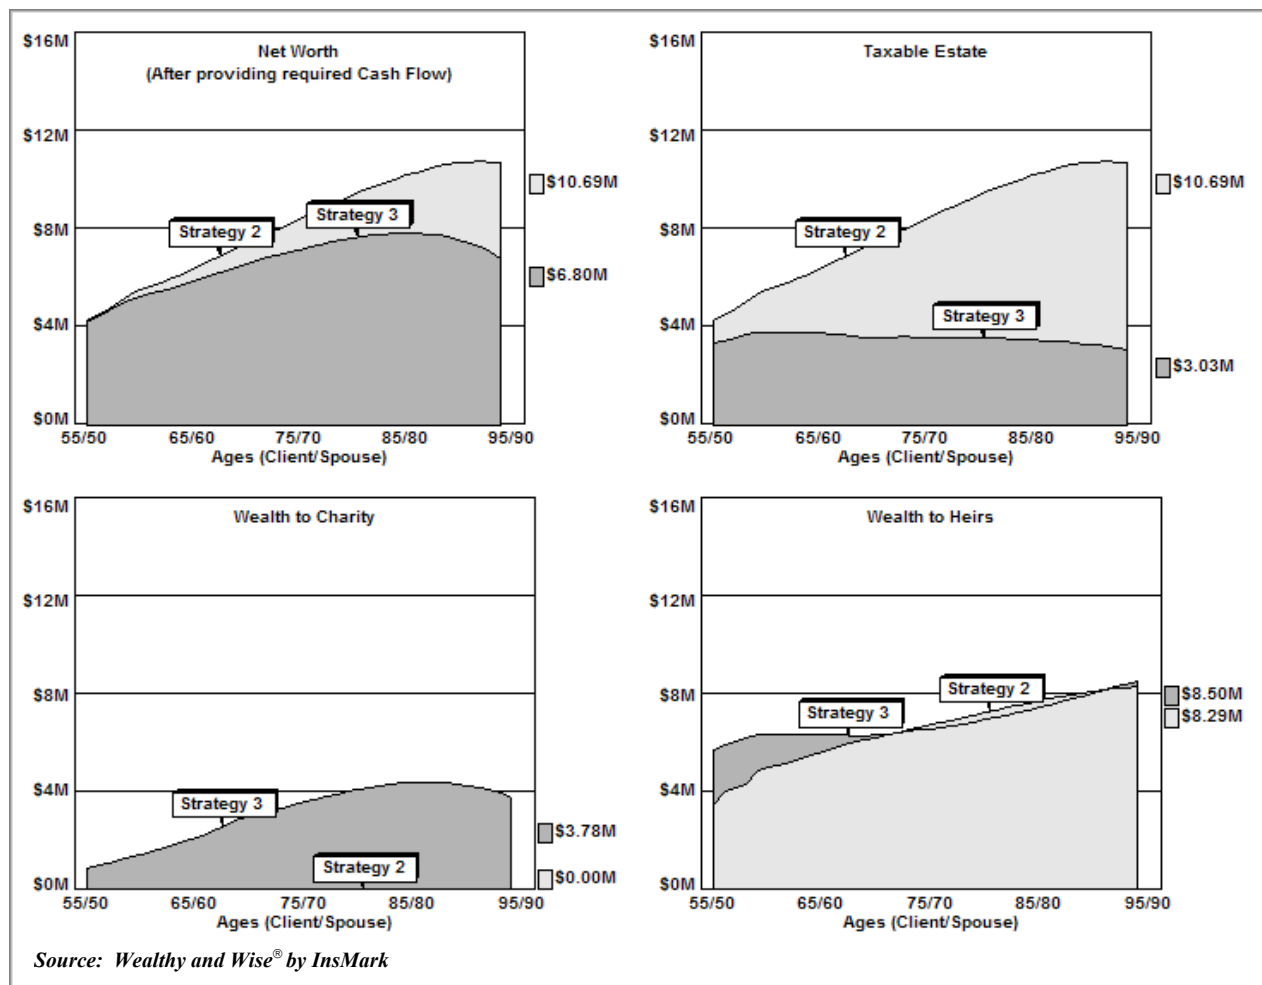 $16M
Net Worth
(After providing required Cash Flow)
$12M
$10.69M
Strategy 3
Strategy 2
$8M
$6.80M
$4M
$0M
55/50 65/60 75/70 85/80 95/90
Ages (Client/Spouse)
$16M
Taxable Estate
$12M
$10.69M
Strategy 2
$8M
Strategy 3
$4M
$3.03M
$0M
55/50 65/60 75/70 85/80 95/90
Ages (Client/Spouse)
$16M
Wealth to Charity
$12M
$8M
$4M
Strategy 3
$3.78M
Strategy 2
$0.00M
$0M
55/50 65/60 75/70 85/80 95/90
Ages (Client/Spouse)
$16M
Wealth to Heirs
$12M
Strategy 2
$8M
$8.50M
Strategy 3
$8.29M
$4M
$0M
55/50 65/60 75/70 85/80 95/90
Ages (Client/Spouse)
Source: Wealthy and Wise® by InsMark